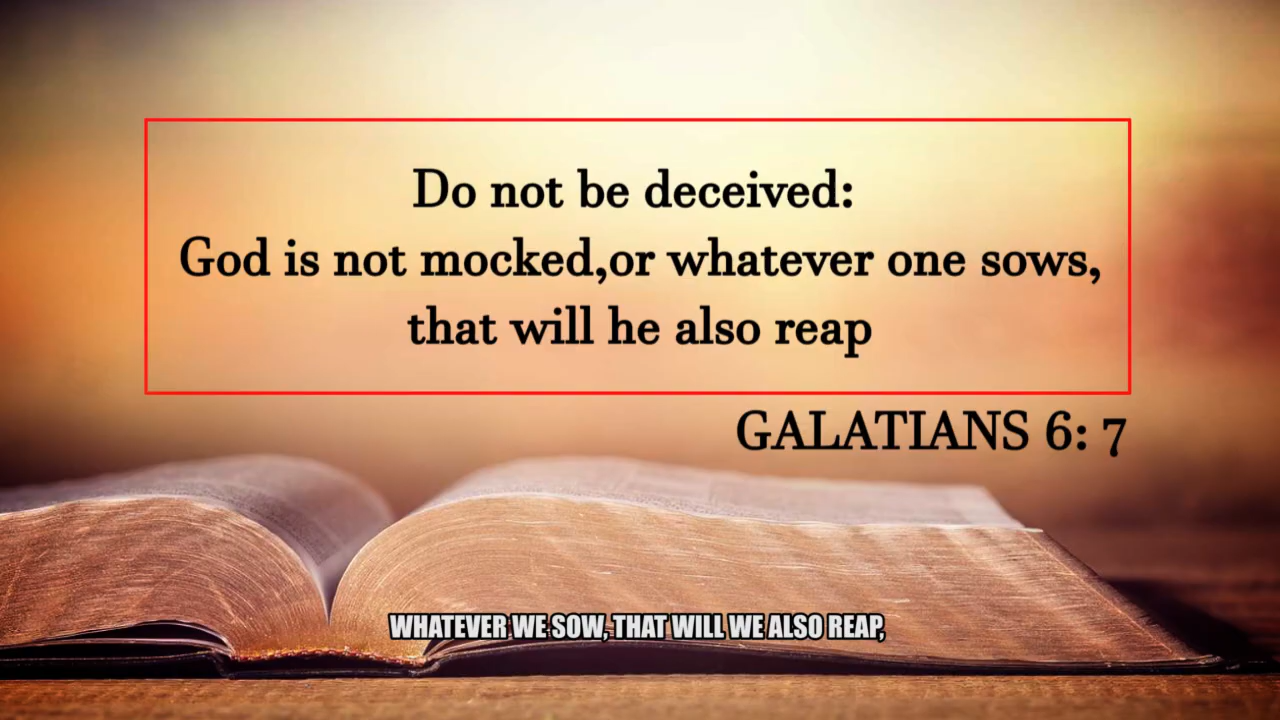 Do not be deceived:
God is not mocked,or whatever one sows,
that will he also reap
GALATIANS 6: 7
WHATEVER WE SOW, THAT WILL WE ALSO REAP,